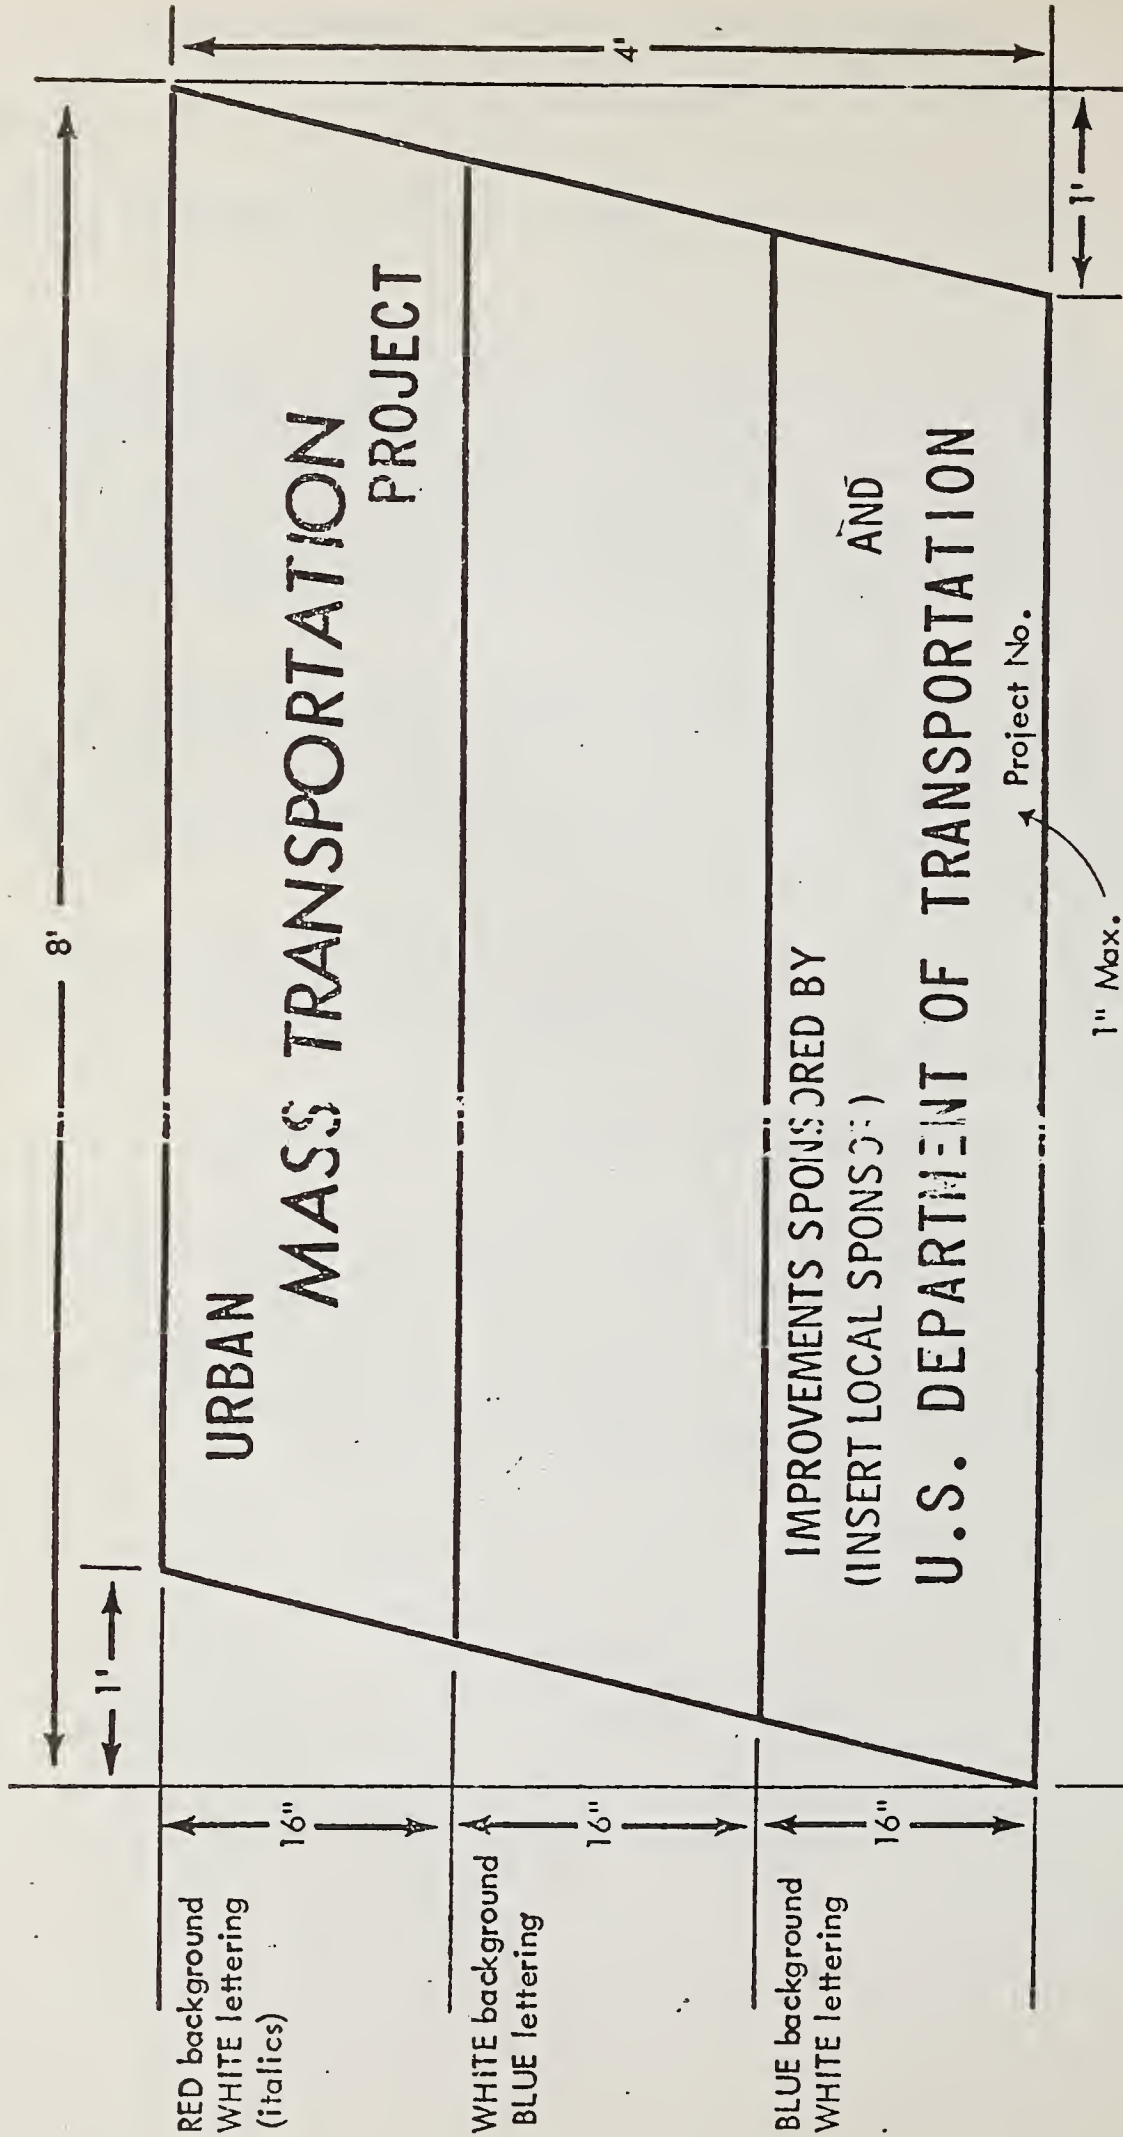 8'
1'
4'
RED background
WHITE lettering
(italics)
16"
URBAN
MASS TRANSPORTATION
PROJECT
WHITE background
BLUE lettering
16"
BLUE background
WHITE lettering
16"
IMPROVEMENTS SPONSORED BY
(INSERT LOCAL SPONSOR) AND
U.S. DEPARTMENT OF TRANSPORTATION
Project No.
1" Max.
1'